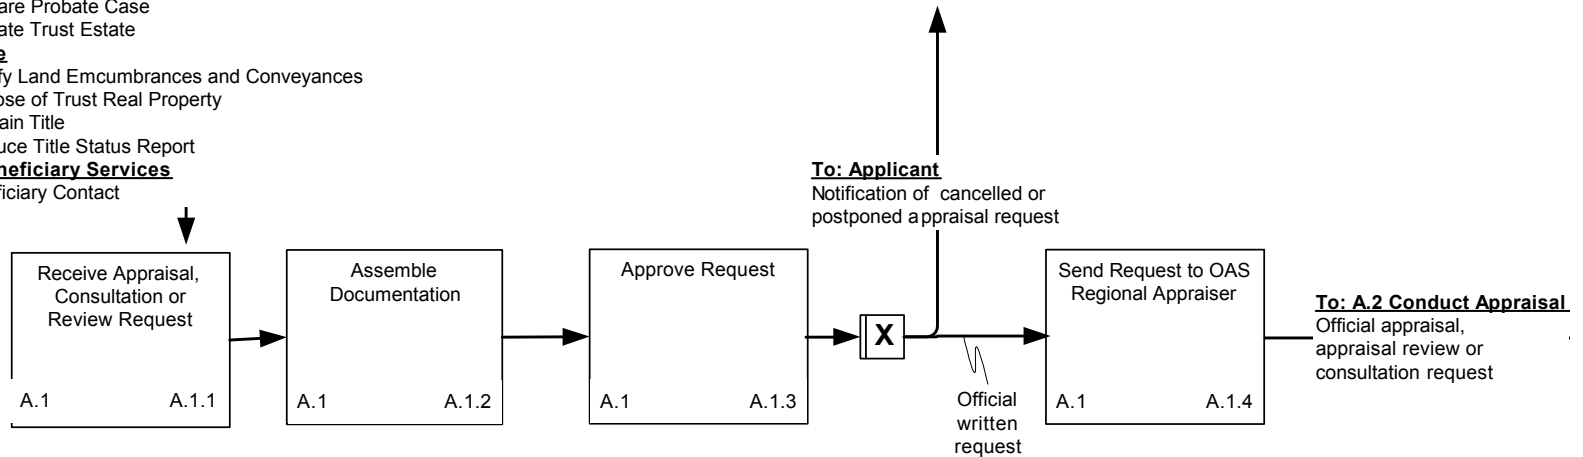 are Probate Case
ate Trust Estate
e
fy Land Emcumbrances and Conveyances
ose of Trust Real Property
ain Title
uce Title Status Report
neficiary Services
ficiary Contact
To: Applicant
Notification of cancelled or
postponed appraisal request
Receive Appraisal,
Consultation or
Review Request
A.1 A.1.1
Assemble
Documentation
A.1 A.1.2
Approve Request
A.1 A.1.3
X
Official
written
request
Send Request to OAS
Regional Appraiser
A.1 A.1.4
To: A.2 Conduct Appraisal
Official appraisal,
appraisal review or
consultation request